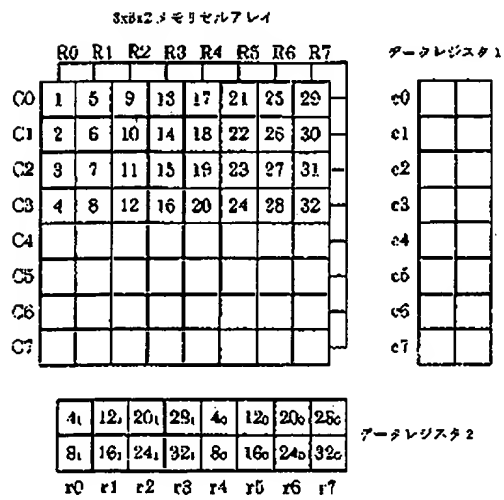 8x8x2メモリセルアレイ
R0 R1 R2 R3 R4 R5 R6 R7
データレジスタ1
C0 1 5 9 13 17 21 25 29 c0
C1 2 6 10 14 18 22 26 30 c1
C2 3 7 11 15 19 23 27 31 c2
C3 4 8 12 16 20 24 28 32 c3
C4 c4
C5 c5
C6 c6
C7 c7
4₁ 12₁ 20₁ 28₁ 4₀ 12₀ 20₀ 28₀
データレジスタ2
8₁ 16₁ 24₁ 32₁ 8₀ 16₀ 24₀ 32₀
r0 r1 r2 r3 r4 r5 r6 r7